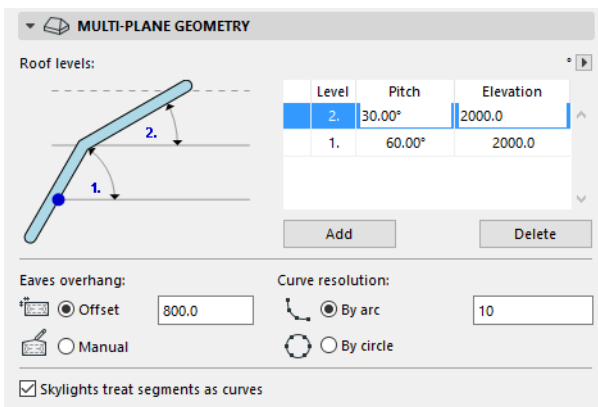 MULTI-PLANE GEOMETRY
Roof levels:
°
Level Pitch Elevation
2. 30.00° 2000.0
1. 60.00° 2000.0
2.
1.
Add Delete
Eaves overhang: Curve resolution:
Offset 800.0 By arc 10
Manual By circle
Skylights treat segments as curves